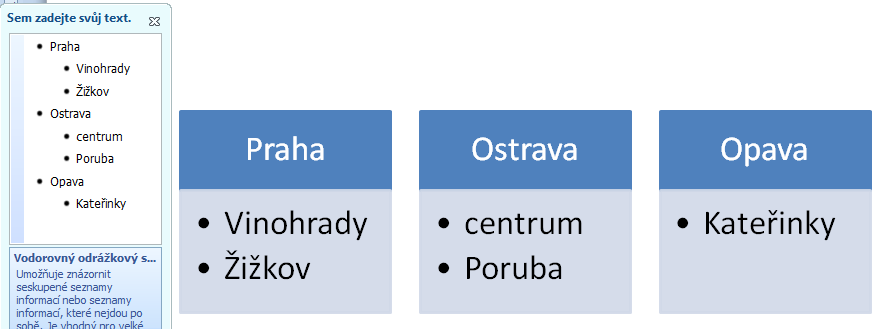 Sem zadejte svůj text.
Praha
Vinohrady
Žižkov
Ostrava
centrum
Poruba
Opava
Kateřinky
Vodorovný odrážkový s...
Umožňuje znázornit
seskupené seznamy
informací nebo seznamy
informací, které nejdou po
sobě. Je vhodný pro velké
Praha
• Vinohrady
• Žižkov
Ostrava
• centrum
• Poruba
Opava
• Kateřinky